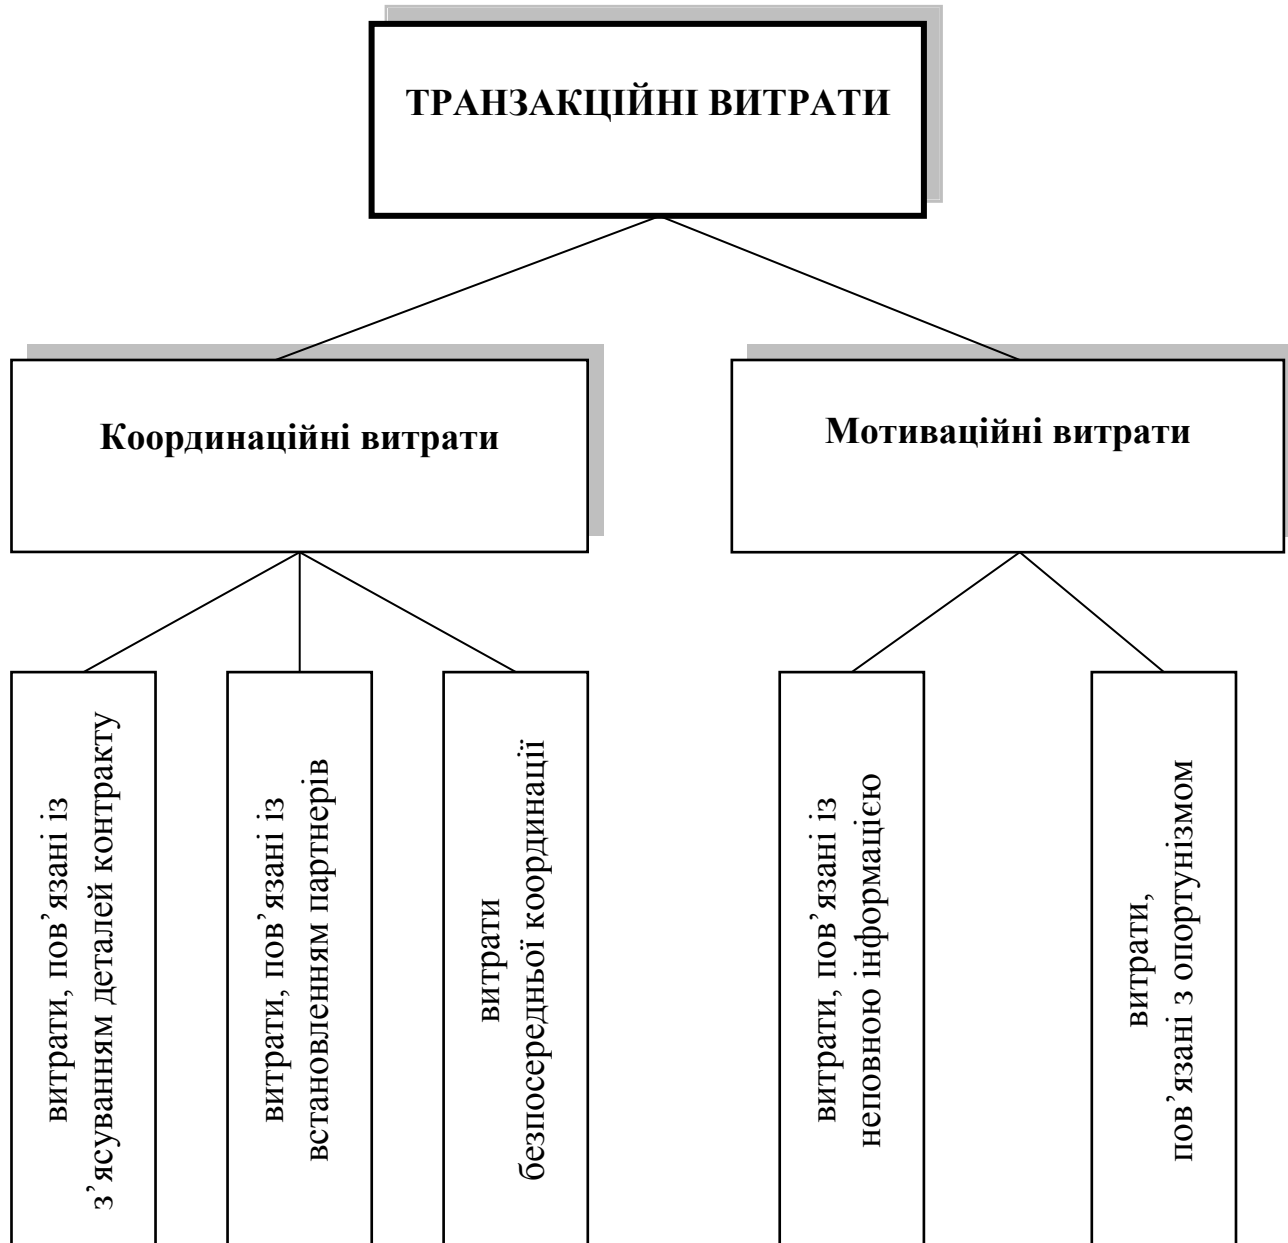 ТРАНЗАКЦІЙНІ ВИТРАТИ
Координаційні витрати
Мотиваційні витрати
витрати, пов’язані із
з’ясуванням деталей контракту
витрати, пов’язані із
встановленням партнерів
витрати
безпосередньої координації
витрати, пов’язані із
неповною інформацією
витрати,
пов’язані з опортунізмом